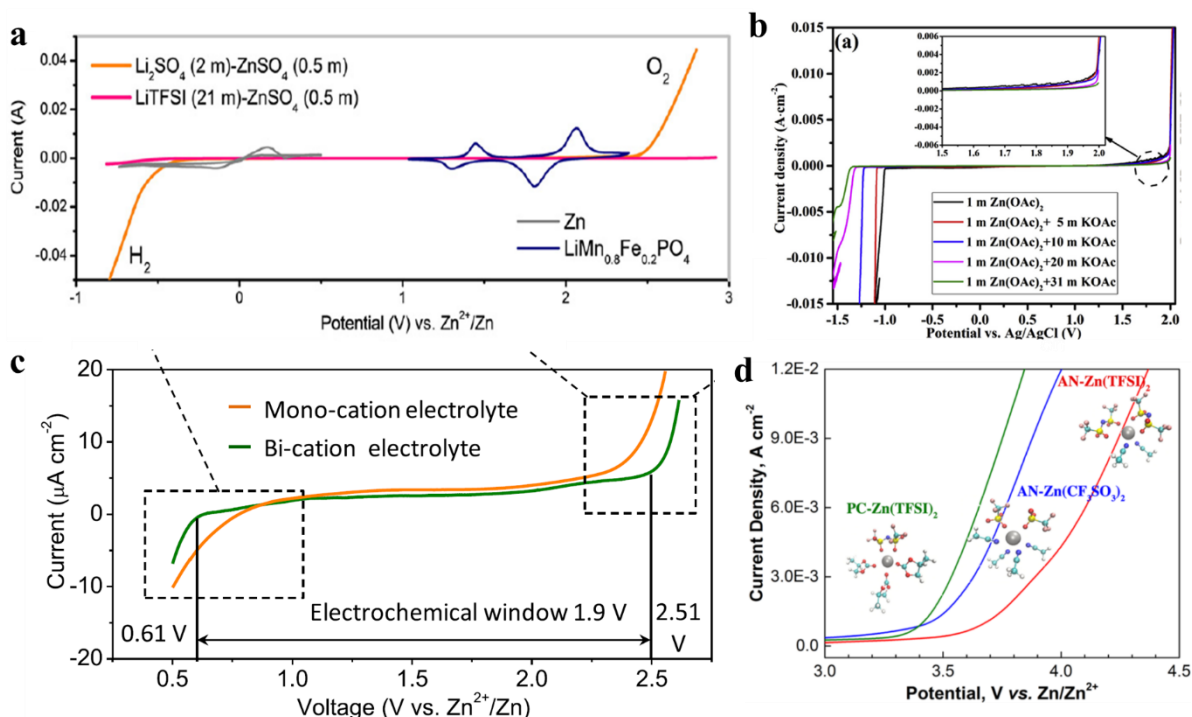 a
0.04
0.02
0.00
-0.02
-0.04
Current (A)
Li₂SO₄ (2 m)-ZnSO₄ (0.5 m)
LiTFSI (21 m)-ZnSO₄ (0.5 m)
O₂
H₂
Zn
LiMn₀.₈Fe₀.₂PO₄
-1 0 1 2 3
Potential (V) vs. Zn²⁺/Zn
b
(a)
0.015
0.010
0.005
0.000
-0.005
-0.010
-0.015
Current density (A·cm⁻²)
0.006
0.004
0.002
0.000
-0.002
-0.004
-0.006
1.5 1.6 1.7 1.8 1.9 2.0
1 m Zn(OAc)₂
1 m Zn(OAc)₂+ 5 m KOAc
1 m Zn(OAc)₂+10 m KOAc
1 m Zn(OAc)₂+20 m KOAc
1 m Zn(OAc)₂+31 m KOAc
-1.5 -1.0 -0.5 0.0 0.5 1.0 1.5 2.0
Potential vs. Ag/AgCl (V)
c
20
10
0
-10
-20
Current (μA cm⁻²)
Mono-cation electrolyte
Bi-cation electrolyte
Electrochemical window 1.9 V
0.61 V
2.51
V
0.5 1.0 1.5 2.0 2.5
Voltage (V vs. Zn²⁺/Zn)
d
1.2E-2
9.0E-3
6.0E-3
3.0E-3
0.0
Current Density, A cm⁻²
AN-Zn(TFSI)₂
AN-Zn(CF₃SO₃)₂
PC-Zn(TFSI)₂
3.0 3.5 4.0 4.5
Potential, V vs. Zn/Zn²⁺